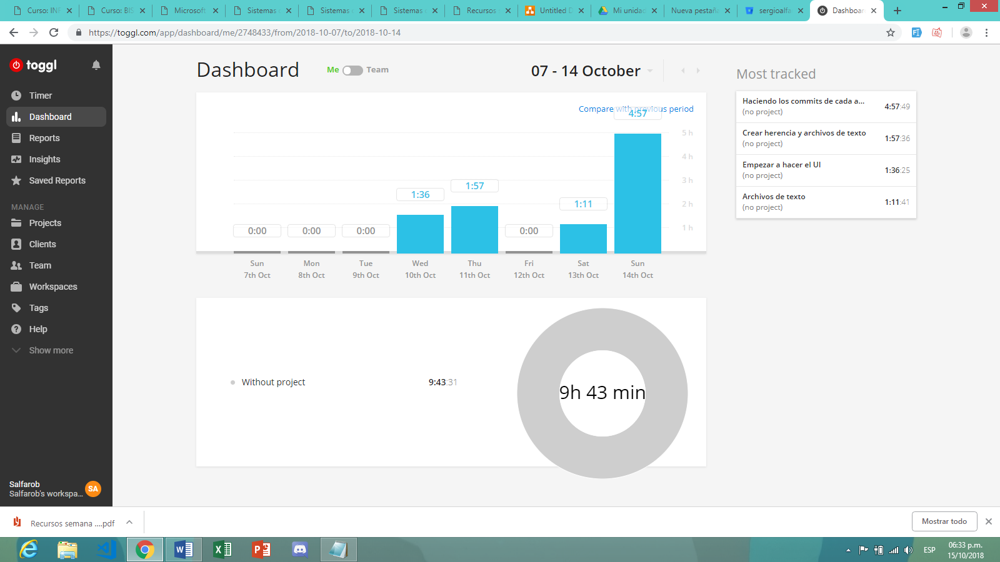 Curso: INF
Curso: BIS
Microsoft
Sistemas
Sistemas
Sistemas
Recursos
Untitled D
Mi unidad
Nueva pestaña
sergioalfa
Dashboar
https://toggl.com/app/dashboard/me/2748433/from/2018-10-07/to/2018-10-14
toggl
Timer
Dashboard
Reports
Insights
Saved Reports
MANAGE
Projects
Clients
Team
Workspaces
Tags
Help
Show more
Salfarob
Salfarob's workspa...
SA
Dashboard
Me Team
07 - 14 October
Compare with previous period
5 h
4 h
3 h
2 h
1 h
0:00
0:00
0:00
1:36
1:57
0:00
1:11
4:57
Sun
7th Oct
Mon
8th Oct
Tue
9th Oct
Wed
10th Oct
Thu
11th Oct
Fri
12th Oct
Sat
13th Oct
Sun
14th Oct
Without project 9:43:31
9h 43 min
Most tracked
Haciendo los commits de cada a... 4:57:49
(no project)
Crear herencia y archivos de texto 1:57:36
(no project)
Empezar a hacer el UI 1:36:25
(no project)
Archivos de texto 1:11:41
(no project)
Recursos semana ....pdf
Mostrar todo
ESP
06:33 p.m.
15/10/2018